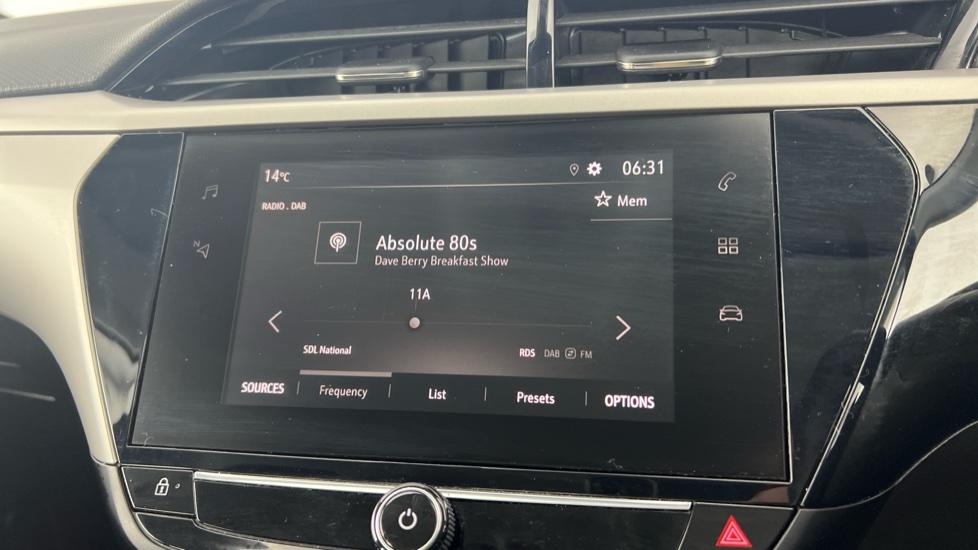 14°C
06:31
RADIO . DAB
Mem
Absolute 80s
Dave Berry Breakfast Show
11A
SDL National
RDS DAB FM
SOURCES Frequency List Presets OPTIONS
N